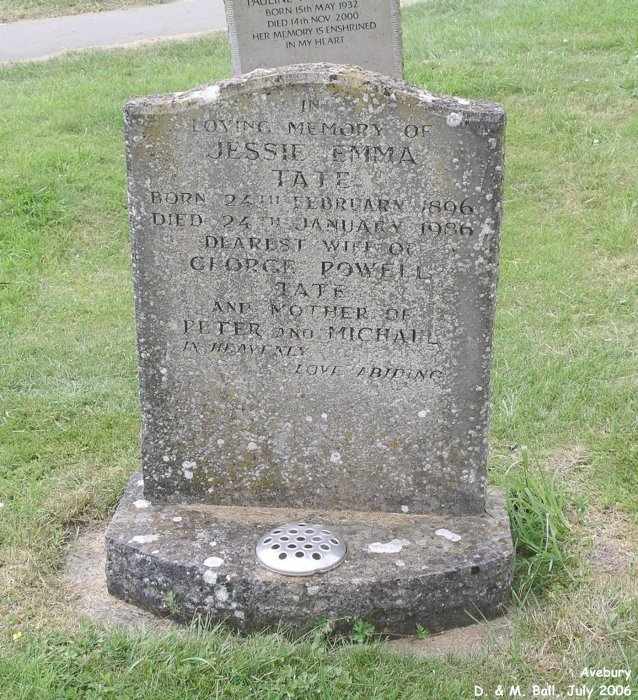 PAULINE
BORN 15th MAY 1932
DIED 14th NOV 2000
HER MEMORY IS ENSHRINED
IN MY HEART
IN
LOVING MEMORY OF
JESSIE EMMA
TATE
BORN 24TH FEBRUARY 1896
DIED 24TH JANUARY 1986
DEAREST WIFE OF
GEORGE POWELL
TATE
AND MOTHER OF
PETER AND MICHAEL
IN HEAVENLY
LOVE ABIDING
Avebury
D. & M. Ball, July 2006